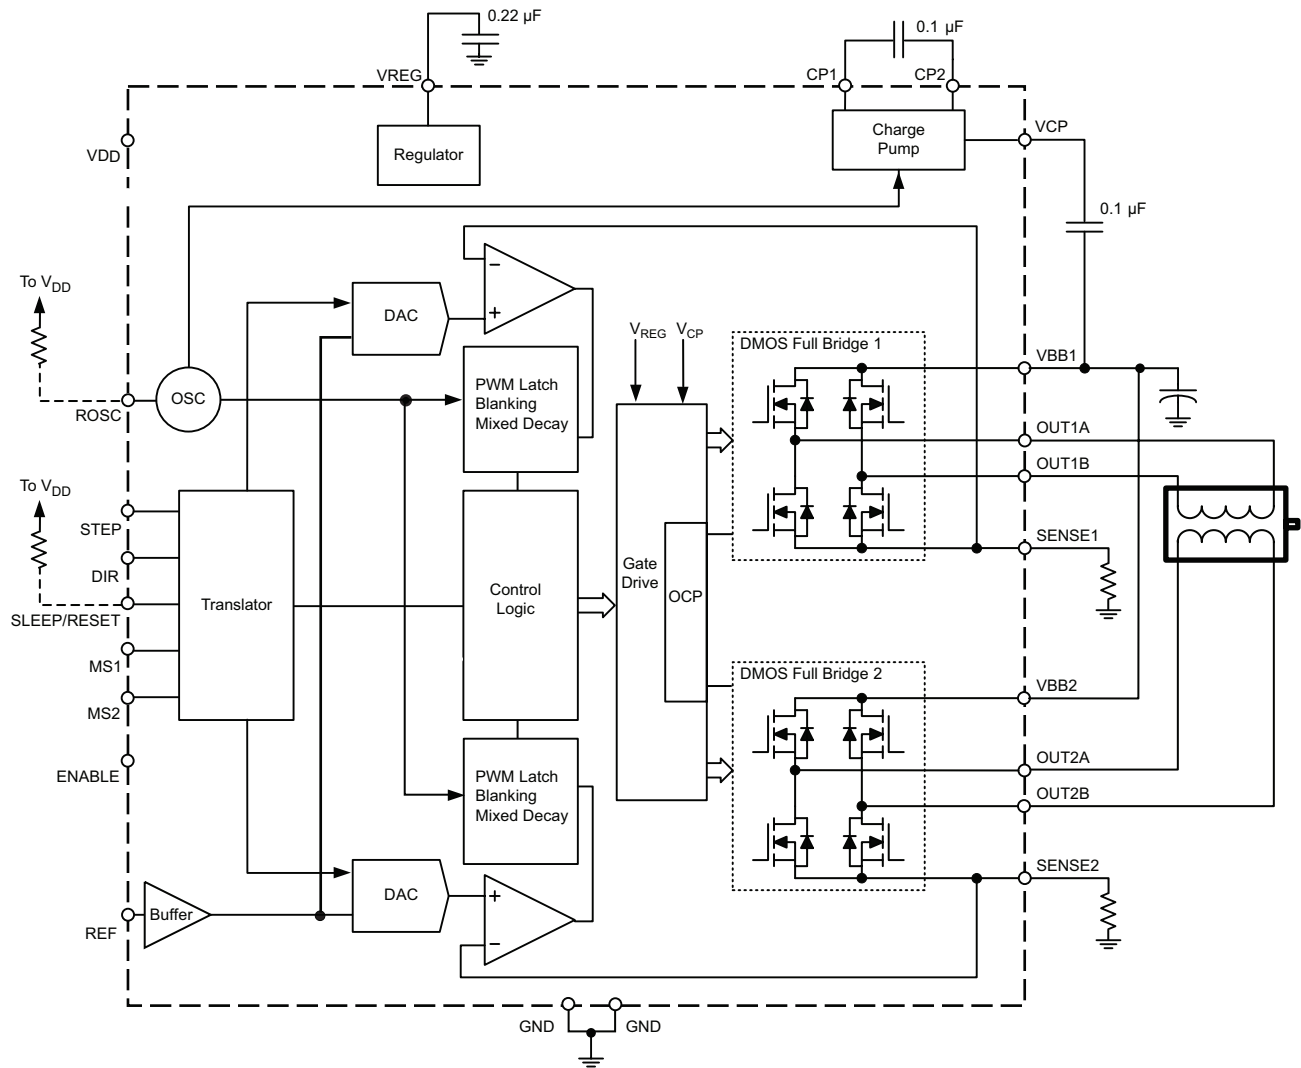 0.22 µF
0.1 µF
VREG
CP1
CP2
Charge
Pump
VCP
VDD
Regulator
0.1 µF
To VDD
DAC
−
+
VREG
VCP
DMOS Full Bridge 1
VBB1
OSC
ROSC
PWM Latch
Blanking
Mixed Decay
OUT1A
OUT1B
To VDD
STEP
DIR
SLEEP/RESET
MS1
MS2
Translator
Control
Logic
Gate
Drive
OCP
SENSE1
DMOS Full Bridge 2
VBB2
ENABLE
PWM Latch
Blanking
Mixed Decay
OUT2A
OUT2B
SENSE2
DAC
+
−
Buffer
REF
GND
GND